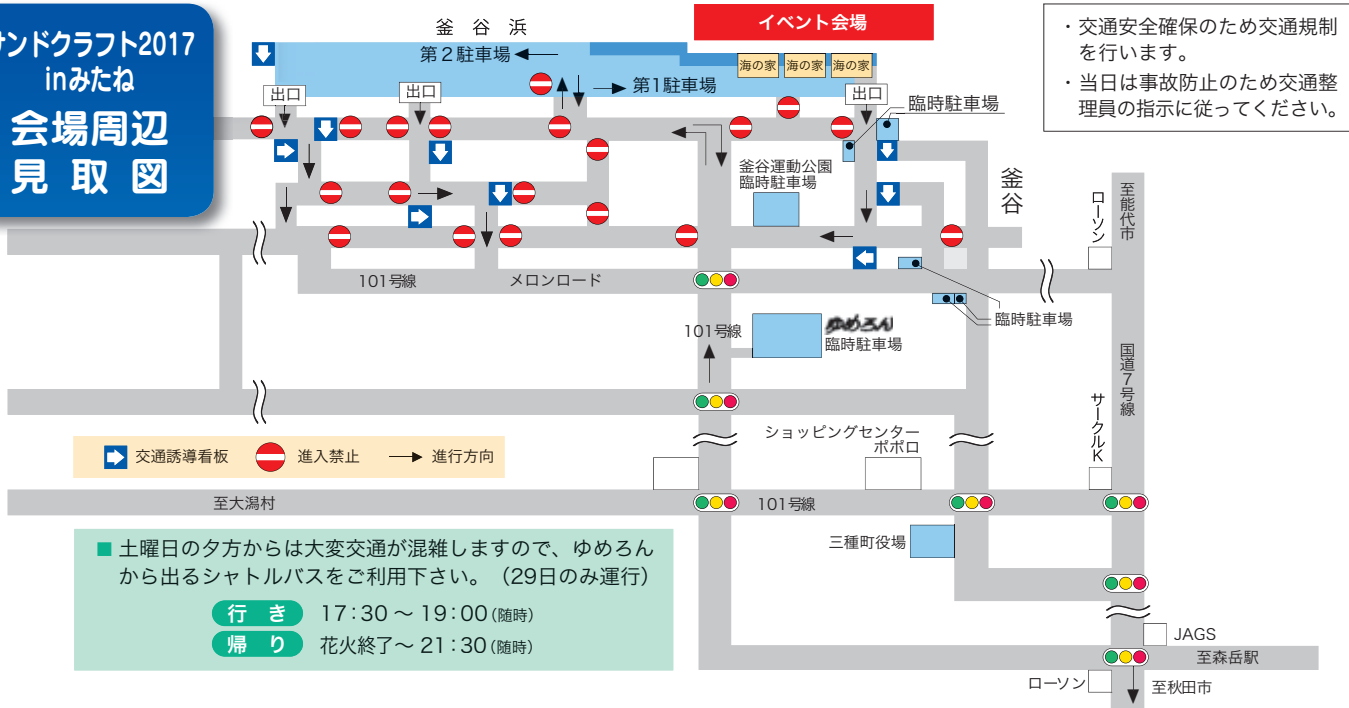 サンドクラフト2017
inみたね
会場周辺
見取図
釜谷浜
イベント会場
・交通安全確保のため交通規制
を行います。
・当日は事故防止のため交通整
理員の指示に従ってください。
第2駐車場
海の家
海の家
海の家
第1駐車場
出口
出口
出口
臨時駐車場
釜谷運動公園
臨時駐車場
釜谷
ローソン
至能代市
101号線
メロンロード
臨時駐車場
101号線
ゆめろん
臨時駐車場
国道7号線
サークルK
ショッピングセンター
ポポロ
交通誘導看板
進入禁止
進行方向
至大潟村
101号線
三種町役場
■土曜日の夕方からは大変交通が混雑しますので、ゆめろん
から出るシャトルバスをご利用下さい。（29日のみ運行）
行き 17:30〜19:00(随時)
帰り 花火終了〜21:30(随時)
JAGS
至森岳駅
ローソン
至秋田市